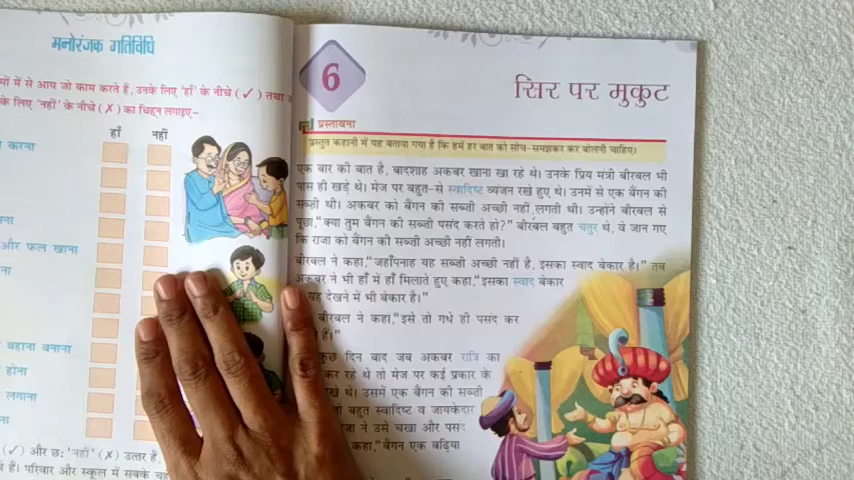 मनोरंजक गतिविधि
में से आप जो काम करते हैं, उनके लिए 'हाँ' के नीचे (✓) तथा
के लिए 'नहीं' के नीचे (✗) का चिह्न लगाइए–
हाँ नहीं
करना
और फल खाना
बहाना बनाना
होना
लगाना
(✓) और छः 'नहीं' (✗) उत्तर हैं,
हैं। परिवार और स्कूल में सबके
6
सिर पर मुकुट
प्रस्तावना
प्रस्तुत कहानी में यह बताया गया है कि हमें हर बात को सोच-समझकर कर बोलनी चाहिए।
एक बार की बात है, बादशाह अकबर खाना खा रहे थे। उनके प्रिय मंत्री बीरबल भी
पास ही खड़े थे। मेज पर बहुत-से स्वादिष्ट व्यंजन रखे हुए थे। उनमें से एक बैंगन की
सब्ज़ी थी। अकबर को बैंगन की सब्ज़ी अच्छी नहीं लगती थी। उन्होंने बीरबल से
पूछा, "क्या तुम बैंगन की सब्ज़ी पसंद करते हो?" बीरबल बहुत चतुर थे, वे जान गए
कि राजा को बैंगन की सब्ज़ी अच्छी नहीं लगती।
बीरबल ने कहा, "जहाँपनाह यह सब्ज़ी अच्छी नहीं है, इसका स्वाद बेकार है।" तब
अकबर ने भी हाँ में हाँ मिलाते हुए कहा, "इसका स्वाद बेकार
यह देखने में भी बेकार है।"
बीरबल ने कहा, "इसे तो गधे ही पसंद कर
हैं।"
कुछ दिन बाद जब अकबर रात्रि का
कर रहे थे तो मेज पर कई प्रकार के
रखे थे। उसमें एक बैंगन की सब्ज़ी
बहुत स्वादिष्ट व जायकेदार
ने उसे चखा और
कहा, "बैंगन एक बढ़िया